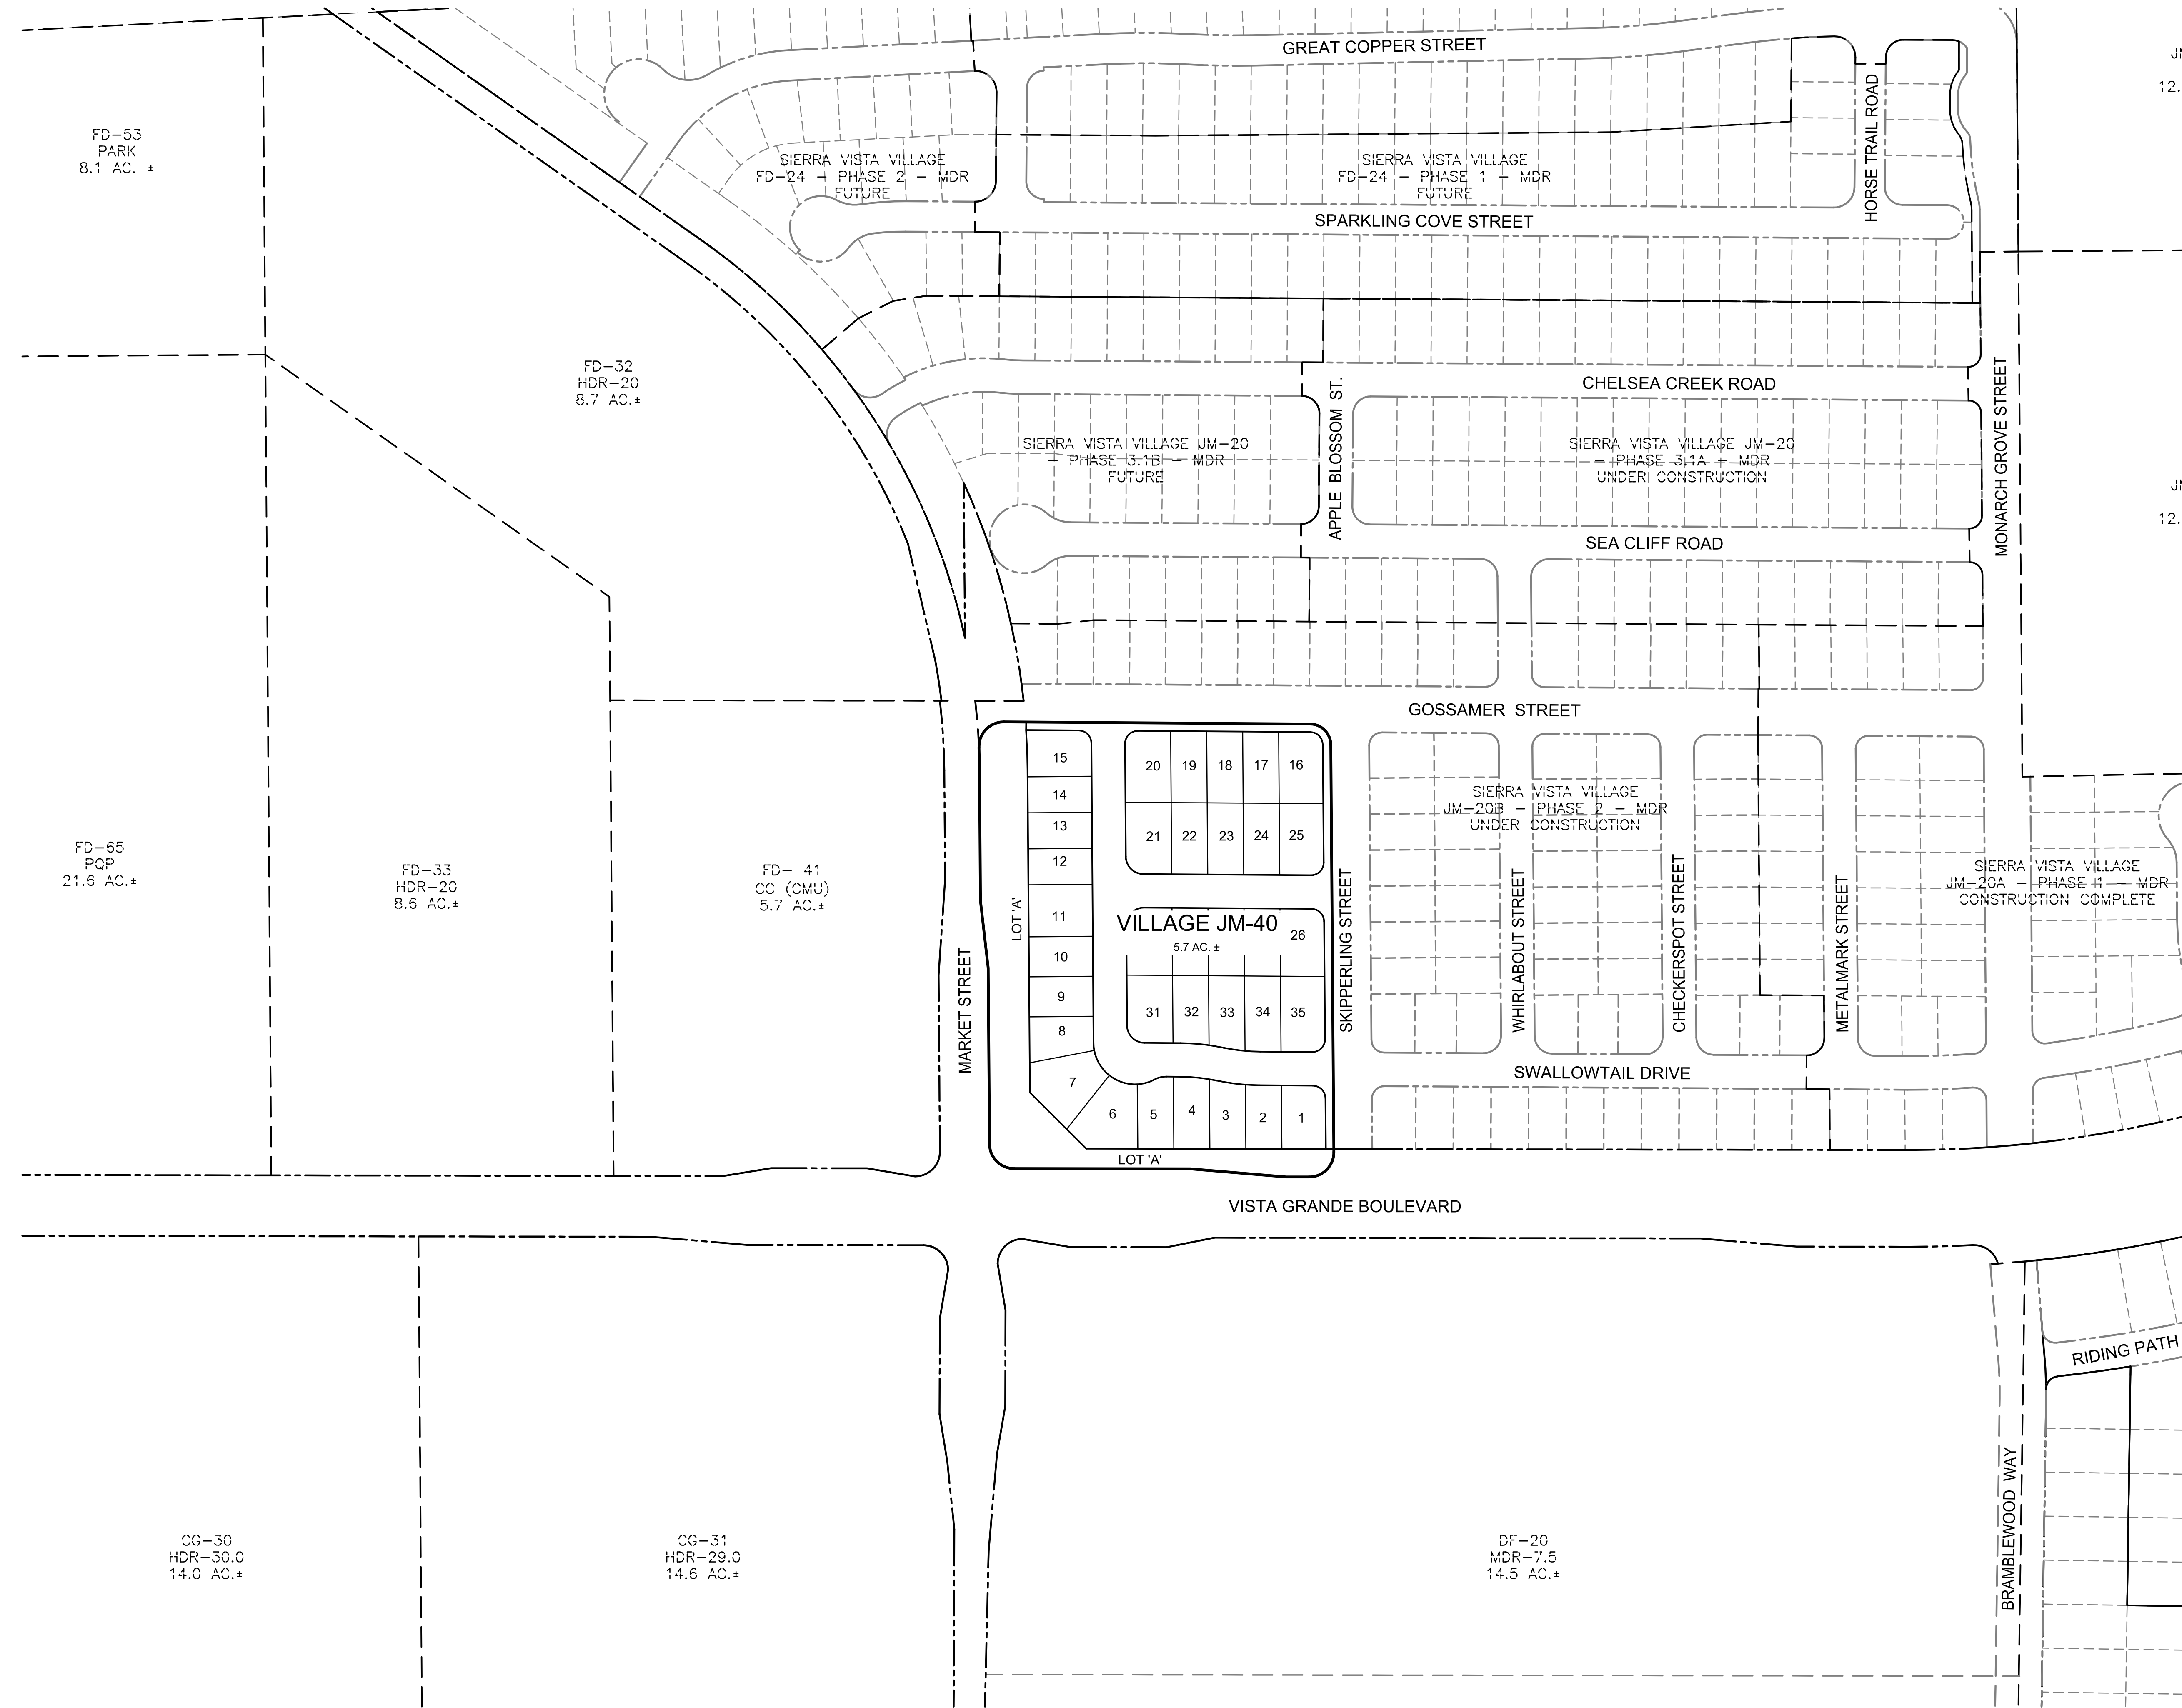 GREAT COPPER STREET
HORSE TRAIL ROAD
FD-53
PARK
8.1 AC. ±
SIERRA VISTA VILLAGE
FD-24 - PHASE 2 - MDR
FUTURE
SIERRA VISTA VILLAGE
FD-24 - PHASE 1 - MDR
FUTURE
SPARKLING COVE STREET
JM
12.
FD-32
HDR-20
8.7 AC.±
CHELSEA CREEK ROAD
APPLE BLOSSOM ST.
MONARCH GROVE STREET
SIERRA VISTA VILLAGE JM-20
- PHASE 3.1B - MDR
FUTURE
SIERRA VISTA VILLAGE JM-20
- PHASE 3.1A - MDR
UNDER CONSTRUCTION
JM
12.
SEA CLIFF ROAD
GOSSAMER STREET
15
14
13
12
11
10
9
8
7
6
5
4
3
2
1
20
19
18
17
16
21
22
23
24
25
VILLAGE JM-40
5.7 AC. ±
26
31
32
33
34
35
LOT 'A'
LOT 'A'
MARKET STREET
SKIPPERLING STREET
WHIRLABOUT STREET
CHECKERSPOT STREET
METALMARK STREET
SIERRA VISTA VILLAGE
JM-20B - PHASE 2 - MDR
UNDER CONSTRUCTION
SIERRA VISTA VILLAGE
JM-20A - PHASE 1 - MDR
CONSTRUCTION COMPLETE
FD-65
PQP
21.6 AC.±
FD-33
HDR-20
8.6 AC.±
FD- 41
CC (CMU)
5.7 AC.±
SWALLOWTAIL DRIVE
VISTA GRANDE BOULEVARD
RIDING PATH
BRAMBLEWOOD WAY
CG-30
HDR-30.0
14.0 AC.±
CG-31
HDR-29.0
14.6 AC.±
DF-20
MDR-7.5
14.5 AC.±